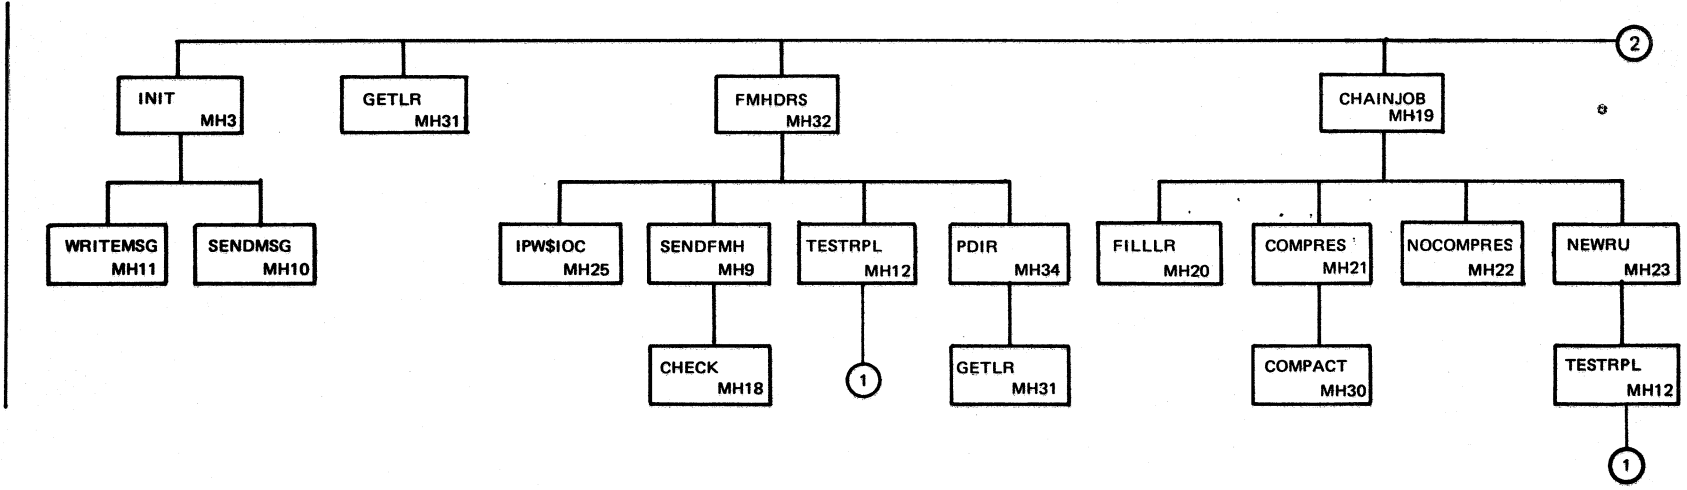 2
INIT
MH3
GETLR
MH31
FMHDRS
MH32
CHAINJOB
MH19
WRITEMSG
MH11
SENDMSG
MH10
IPW$IOC
MH25
SENDFMH
MH9
TESTRPL
MH12
PDIR
MH34
FILLLR
MH20
COMPRES
MH21
NOCOMPRES
MH22
NEWRU
MH23
CHECK
MH18
1
GETLR
MH31
COMPACT
MH30
TESTRPL
MH12
1